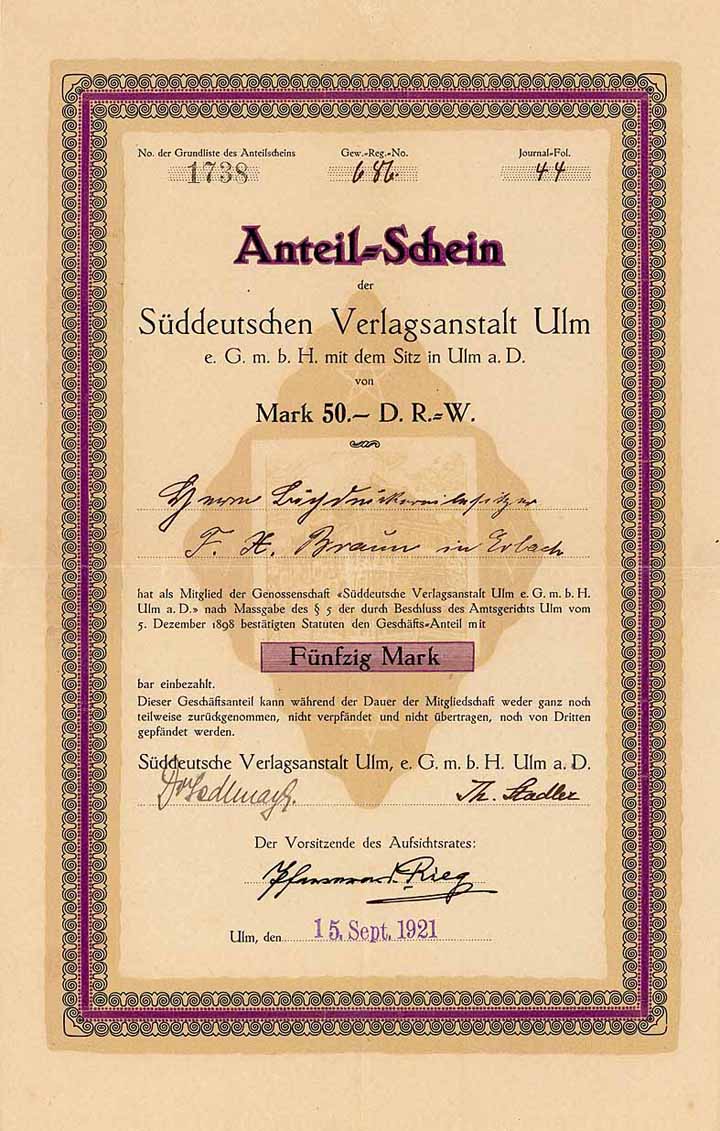 No. der Grundliste des Anteilscheins Gew.-Reg.-No. Journal-Fol.
1738 686. 44
Anteil=Schein
der
Süddeutschen Verlagsanstalt Ulm
e. G. m. b. H. mit dem Sitz in Ulm a. D.
von
Mark 50.– D. R.=W.
Herrn Buchdruckereibesitzer
F. X. Braun in Erbach
hat als Mitglied der Genossenschaft «Süddeutsche Verlagsanstalt Ulm e. G. m. b. H.
Ulm a. D.» nach Massgabe des § 5 der durch Beschluss des Amtsgerichts Ulm vom
5. Dezember 1898 bestätigten Statuten den Geschäfts=Anteil mit
Fünfzig Mark
bar einbezahlt.
Dieser Geschäftsanteil kann während der Dauer der Mitgliedschaft weder ganz noch
teilweise zurückgenommen, nicht verpfändet und nicht übertragen, noch von Dritten
gepfändet werden.
Süddeutsche Verlagsanstalt Ulm, e. G. m. b. H. Ulm a. D.
Th. Stadler
Der Vorsitzende des Aufsichtsrates:
Rieg
Ulm, den 15. Sept. 1921